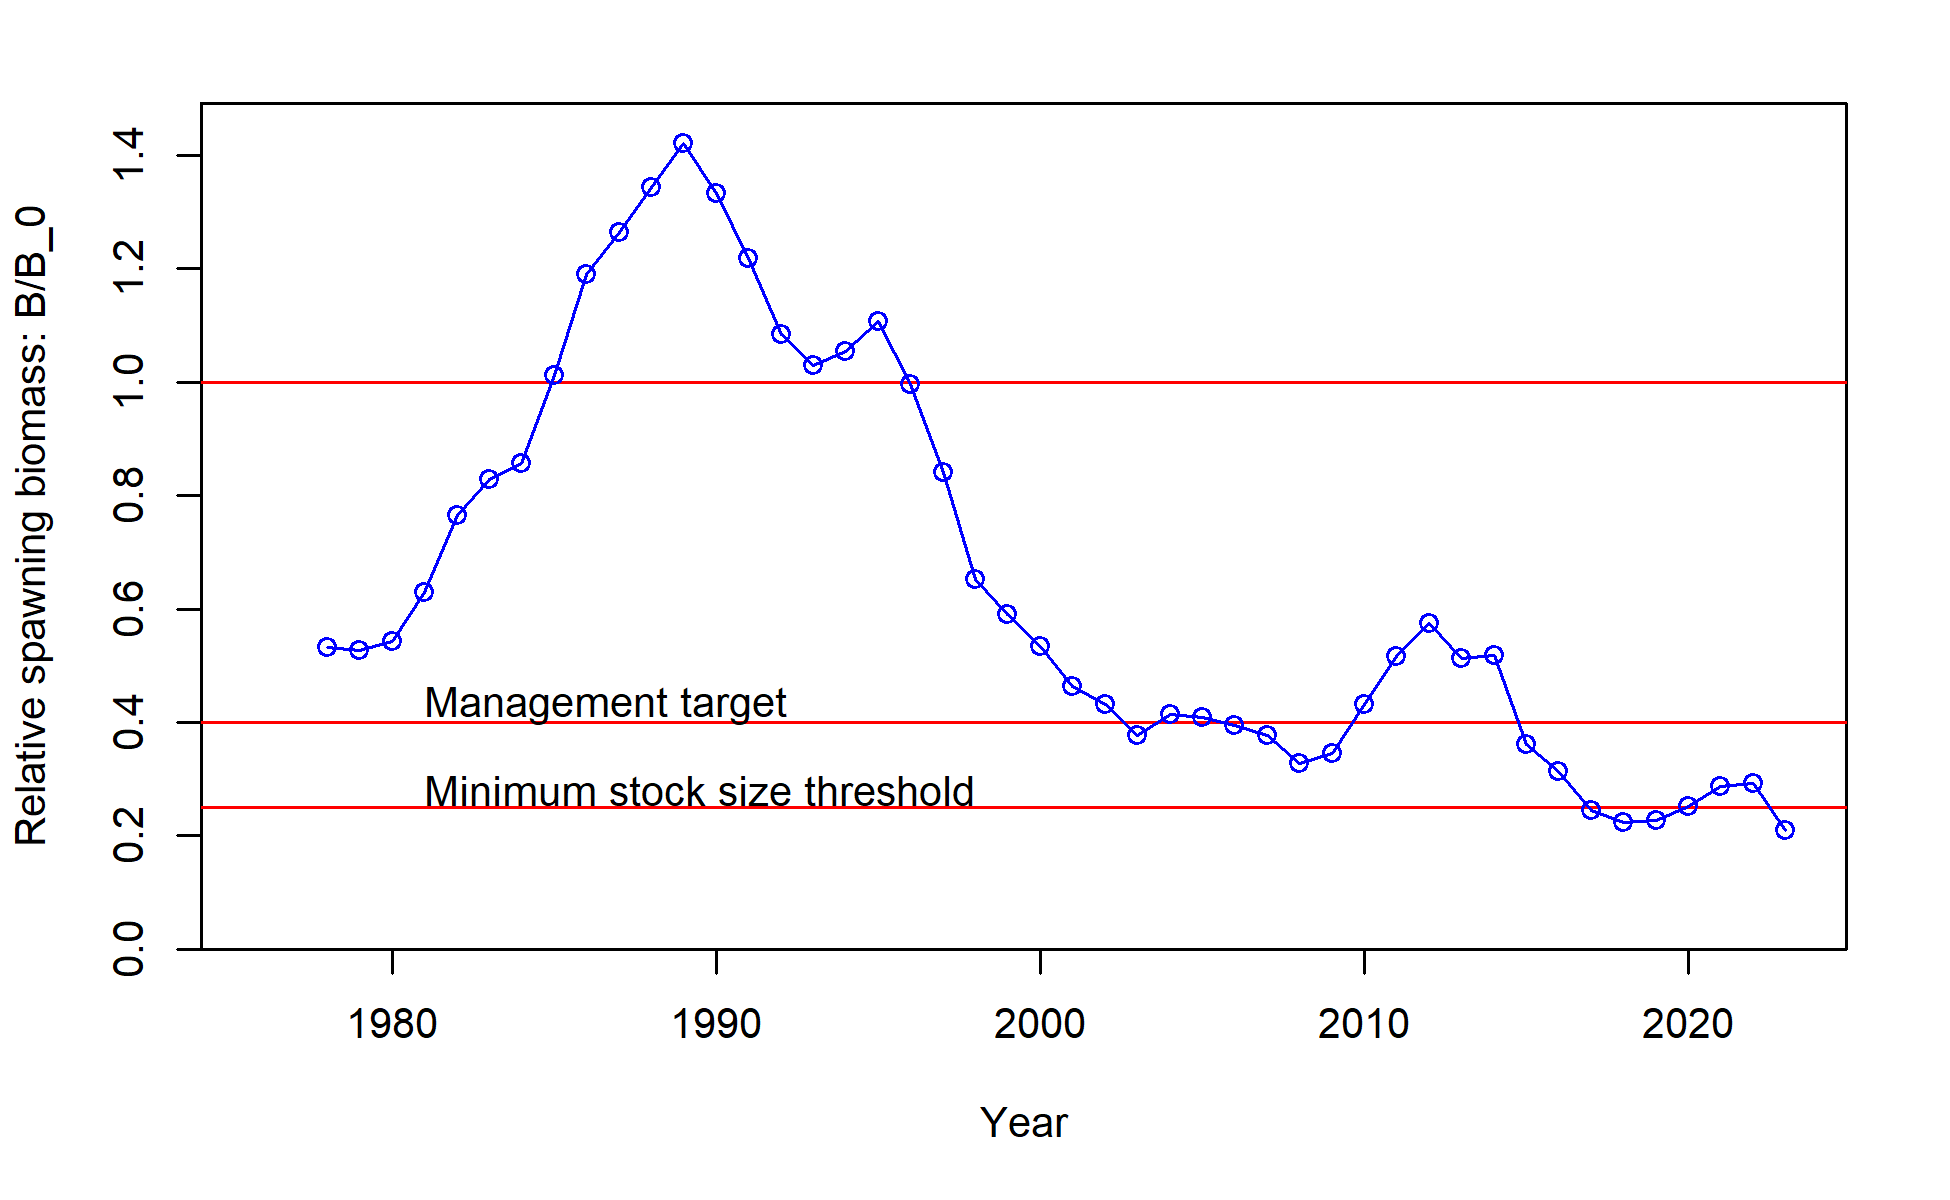 Relative spawning biomass: B/B_0
1.4
1.2
1.0
0.8
0.6
0.4
0.2
0.0
Management target
Minimum stock size threshold
1980 1990 2000 2010 2020
Year